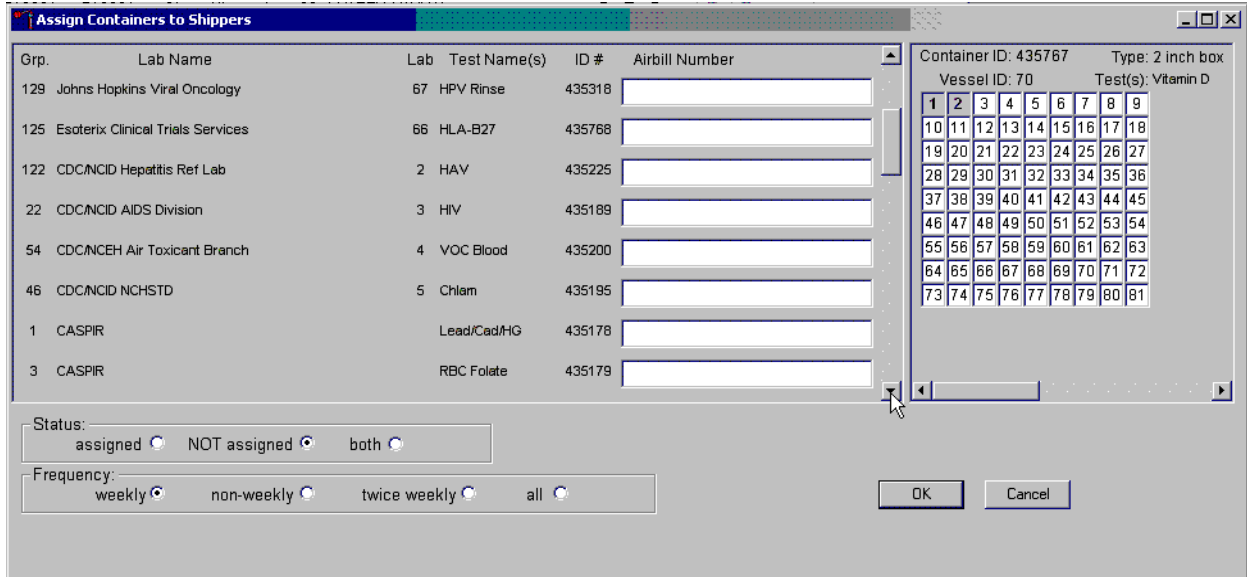 Assign Containers to Shippers
Grp. Lab Name Lab Test Name(s) ID # Airbill Number
129 Johns Hopkins Viral Oncology 67 HPV Rinse 435318
125 Esoterix Clinical Trials Services 66 HLA-B27 435768
122 CDC/NCID Hepatitis Ref Lab 2 HAV 435225
22 CDC/NCID AIDS Division 3 HIV 435189
54 CDC/NCEH Air Toxicant Branch 4 VOC Blood 435200
46 CDC/NCID NCHSTD 5 Chlam 435195
1 CASPIR Lead/Cad/HG 435178
3 CASPIR RBC Folate 435179
Container ID: 435767 Type: 2 inch box
Vessel ID: 70 Test(s): Vitamin D
1 2 3 4 5 6 7 8 9
10 11 12 13 14 15 16 17 18
19 20 21 22 23 24 25 26 27
28 29 30 31 32 33 34 35 36
37 38 39 40 41 42 43 44 45
46 47 48 49 50 51 52 53 54
55 56 57 58 59 60 61 62 63
64 65 66 67 68 69 70 71 72
73 74 75 76 77 78 79 80 81
Status:
assigned NOT assigned both
Frequency:
weekly non-weekly twice weekly all
OK Cancel